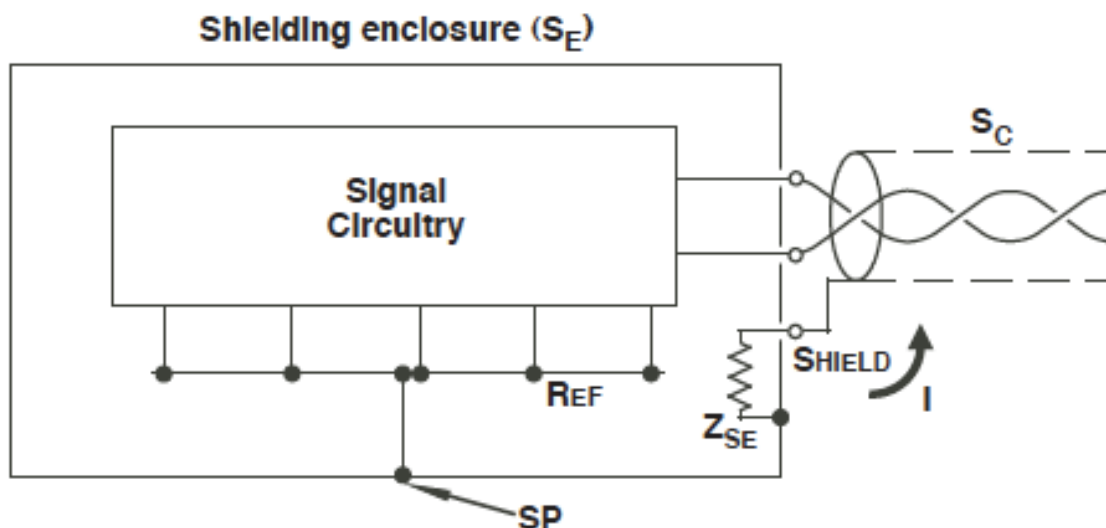 Shielding enclosure (SE)
SC
Signal
Circuitry
SHIELD
REF
I
ZSE
SP